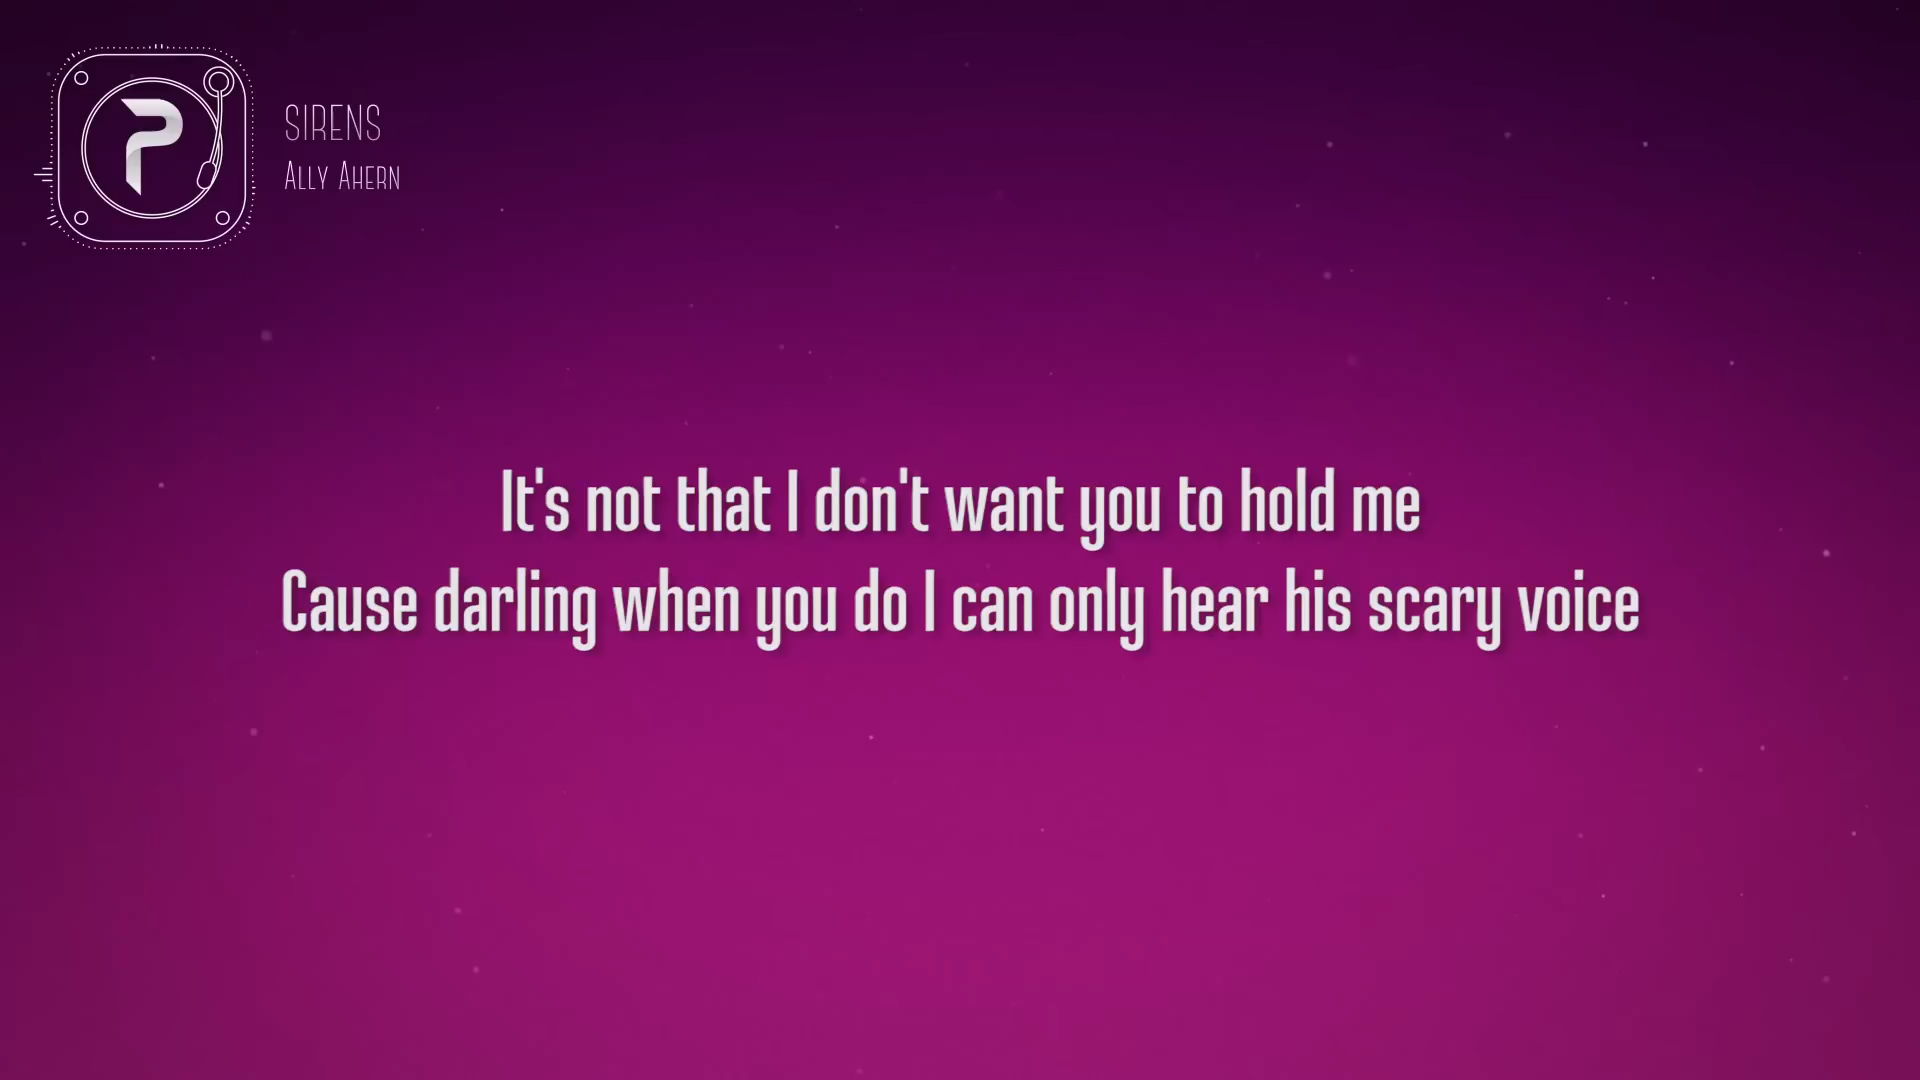 SIRENS
ALLY AHERN
It's not that I don't want you to hold me
Cause darling when you do I can only hear his scary voice